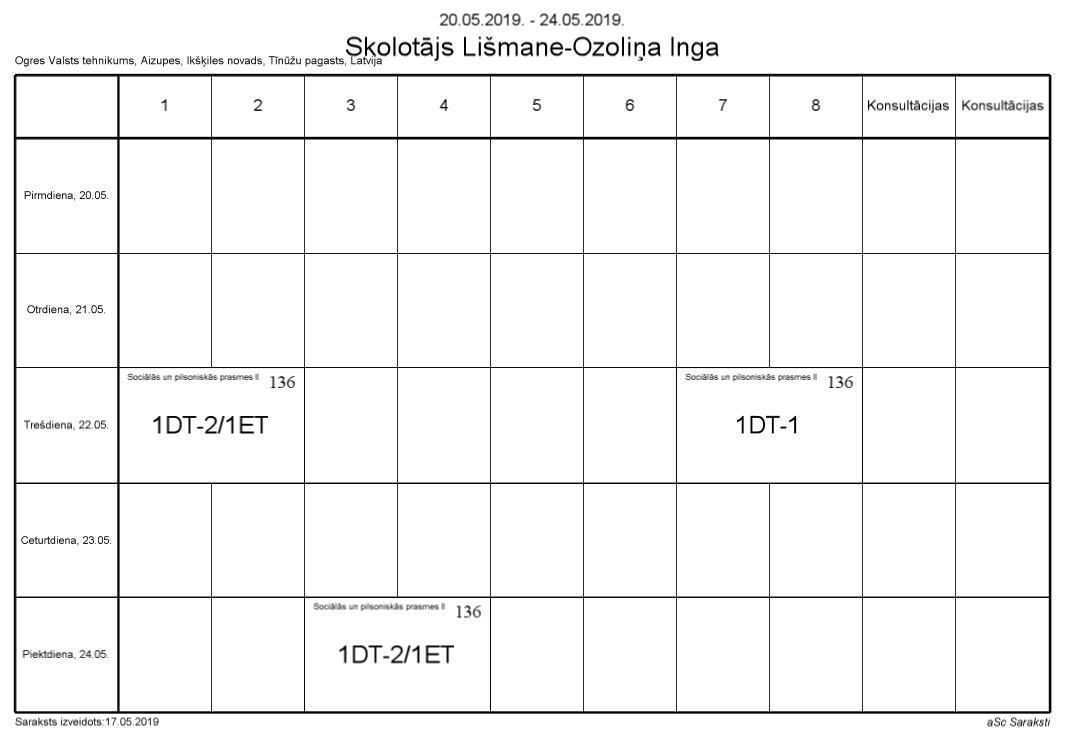 20.05.2019. - 24.05.2019.
Skolotājs Lišmane-Ozoliņa Inga
Ogres Valsts tehnikums, Aizupes, Ikšķiles novads, Tīnūžu pagasts, Latvija
1 2 3 4 5 6 7 8 Konsultācijas Konsultācijas
Pirmdiena, 20.05.
Otrdiena, 21.05.
Sociālās un pilsoniskās prasmes II 136 Sociālās un pilsoniskās prasmes II 136
Trešdiena, 22.05. 1DT-2/1ET 1DT-1
Ceturtdiena, 23.05.
Sociālās un pilsoniskās prasmes II 136
Piektdiena, 24.05. 1DT-2/1ET
Saraksts izveidots:17.05.2019 aSc Saraksti